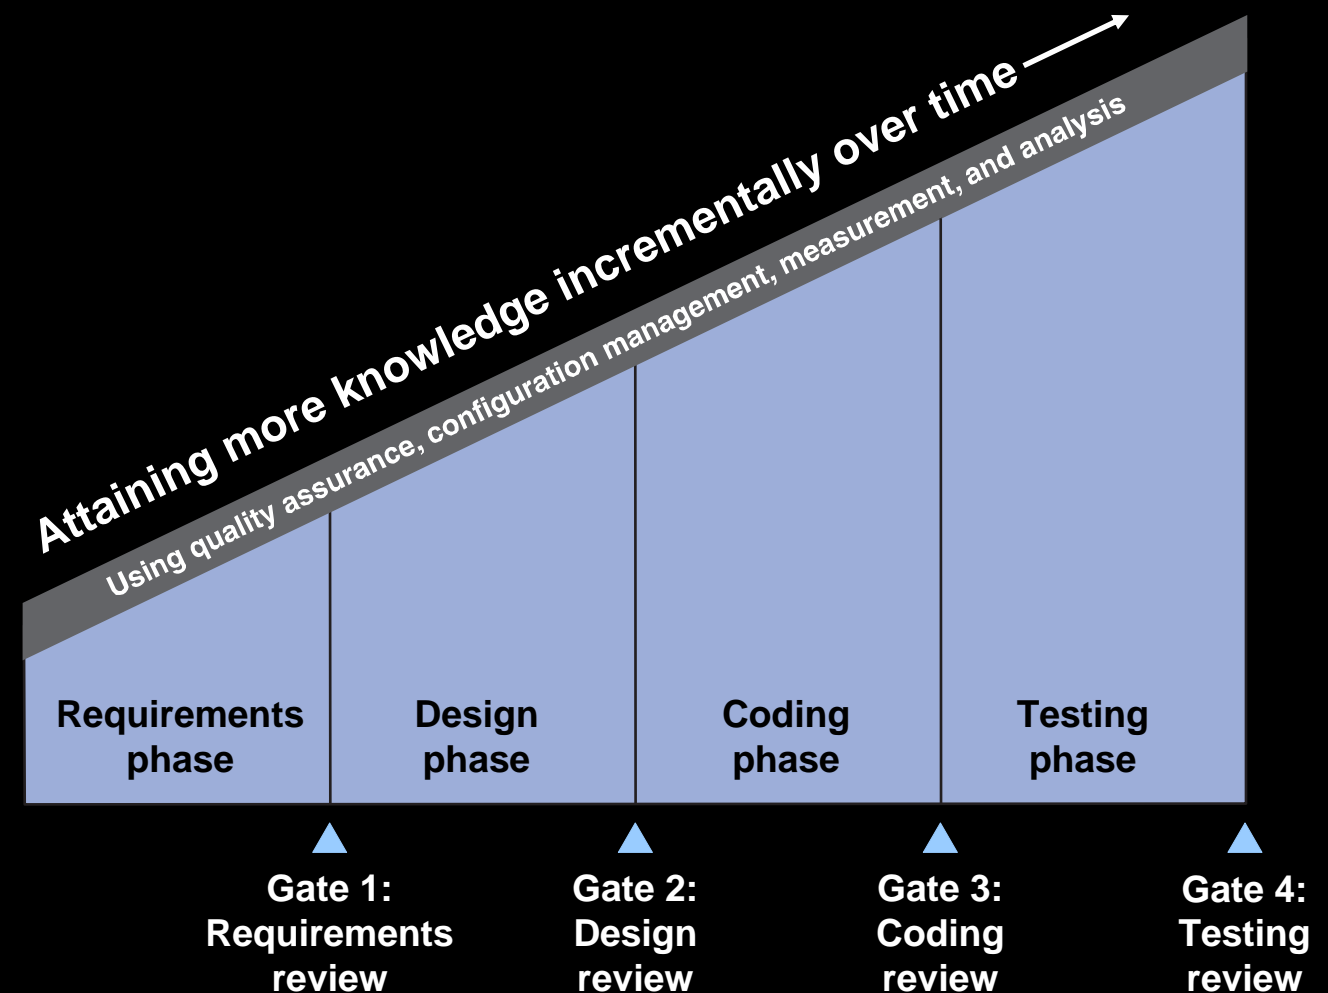 Attaining more knowledge incrementally over time
Using quality assurance, configuration management, measurement, and analysis
Requirements
phase
Design
phase
Coding
phase
Testing
phase
Gate 1:
Requirements
review
Gate 2:
Design
review
Gate 3:
Coding
review
Gate 4:
Testing
review